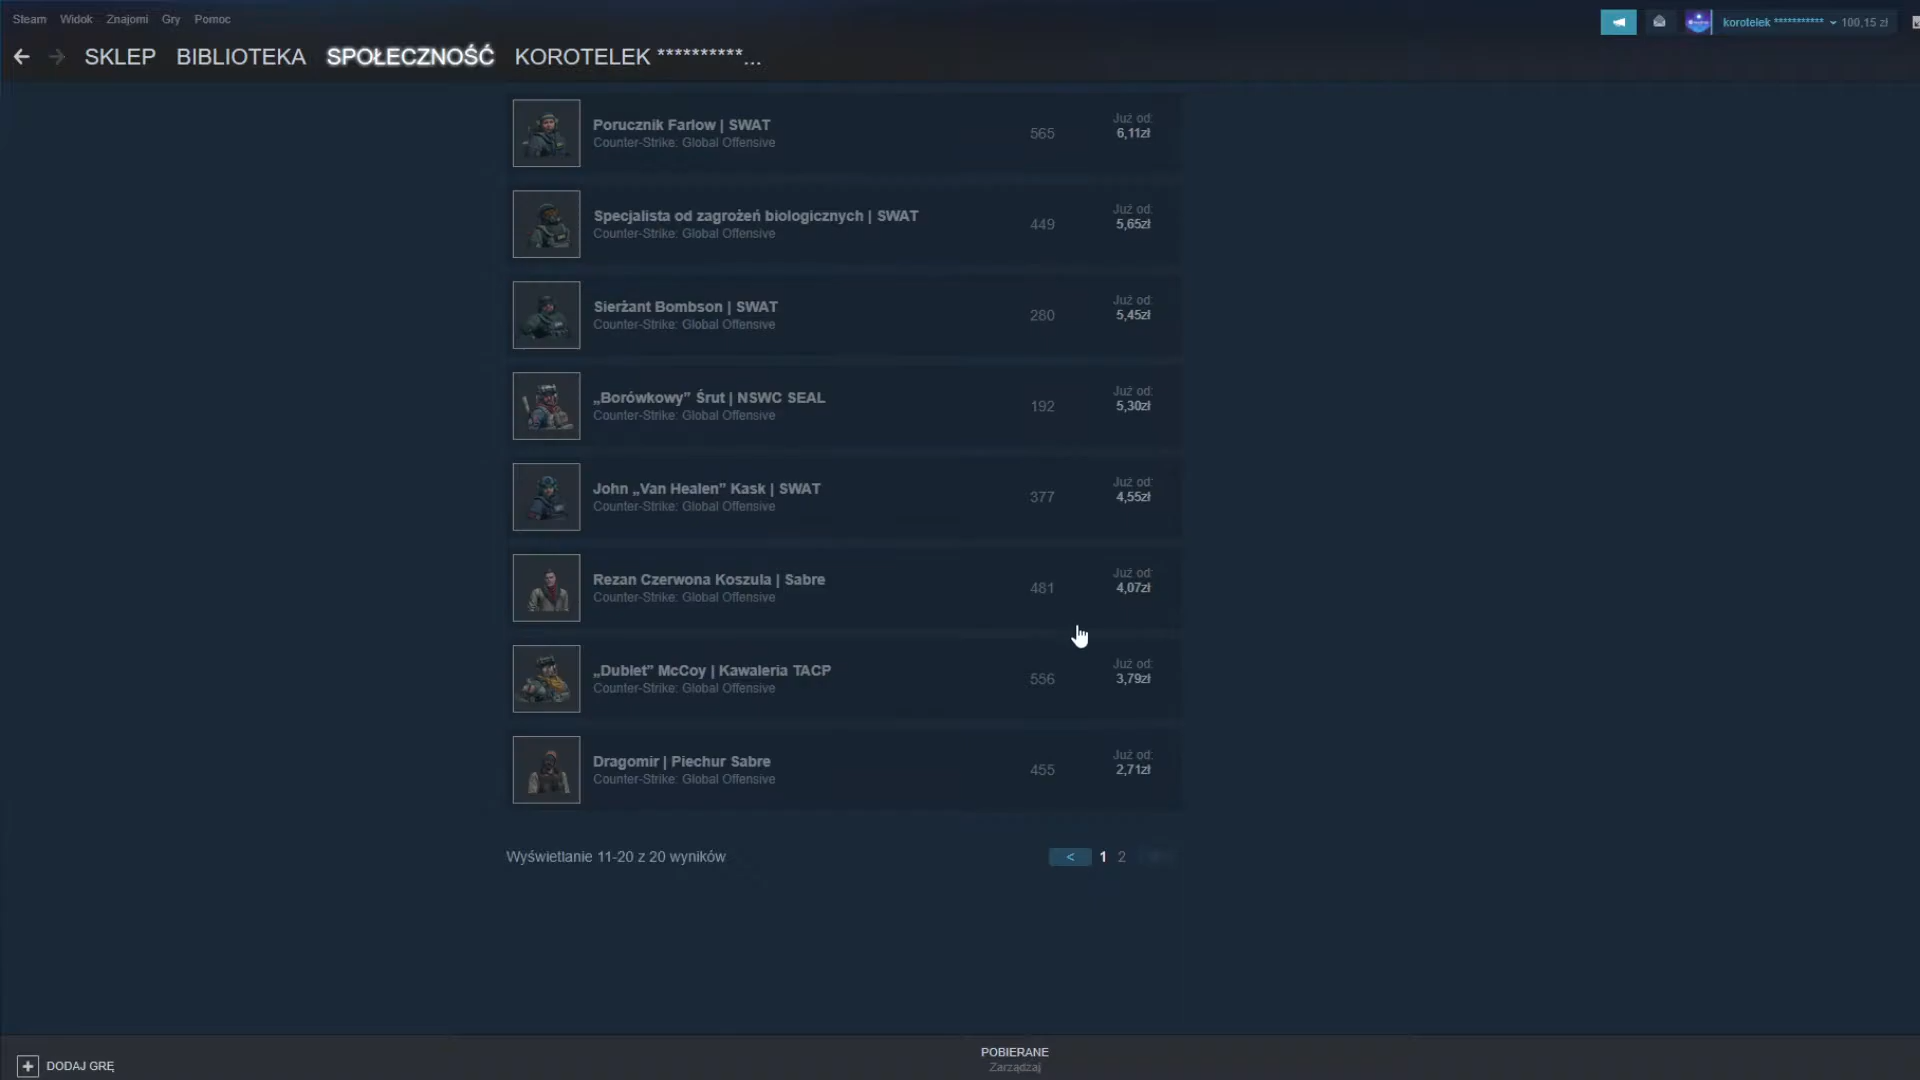 Steam Widok Znajomi Gry Pomoc
korotelek *********** 100,15 zł
SKLEP BIBLIOTEKA SPOŁECZNOŚĆ KOROTELEK **********...
Porucznik Farlow | SWAT
Counter-Strike: Global Offensive
565
Już od:
6,11zł
Specjalista od zagrożeń biologicznych | SWAT
Counter-Strike: Global Offensive
449
Już od:
5,65zł
Sierżant Bombson | SWAT
Counter-Strike: Global Offensive
280
Już od:
5,45zł
„Borówkowy” Śrut | NSWC SEAL
Counter-Strike: Global Offensive
192
Już od:
5,30zł
John „Van Healen” Kask | SWAT
Counter-Strike: Global Offensive
377
Już od:
4,55zł
Rezan Czerwona Koszula | Sabre
Counter-Strike: Global Offensive
481
Już od:
4,07zł
„Dublet” McCoy | Kawaleria TACP
Counter-Strike: Global Offensive
556
Już od:
3,79zł
Dragomir | Piechur Sabre
Counter-Strike: Global Offensive
455
Już od:
2,71zł
Wyświetlanie 11-20 z 20 wyników
< 1 2
DODAJ GRĘ
POBIERANE
Zarządzaj